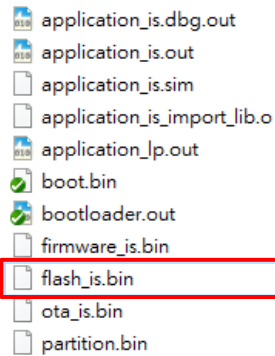 application_is.dbg.out
application_is.out
application_is.sim
application_is_import_lib.o
application_lp.out
boot.bin
bootloader.out
firmware_is.bin
flash_is.bin
ota_is.bin
partition.bin